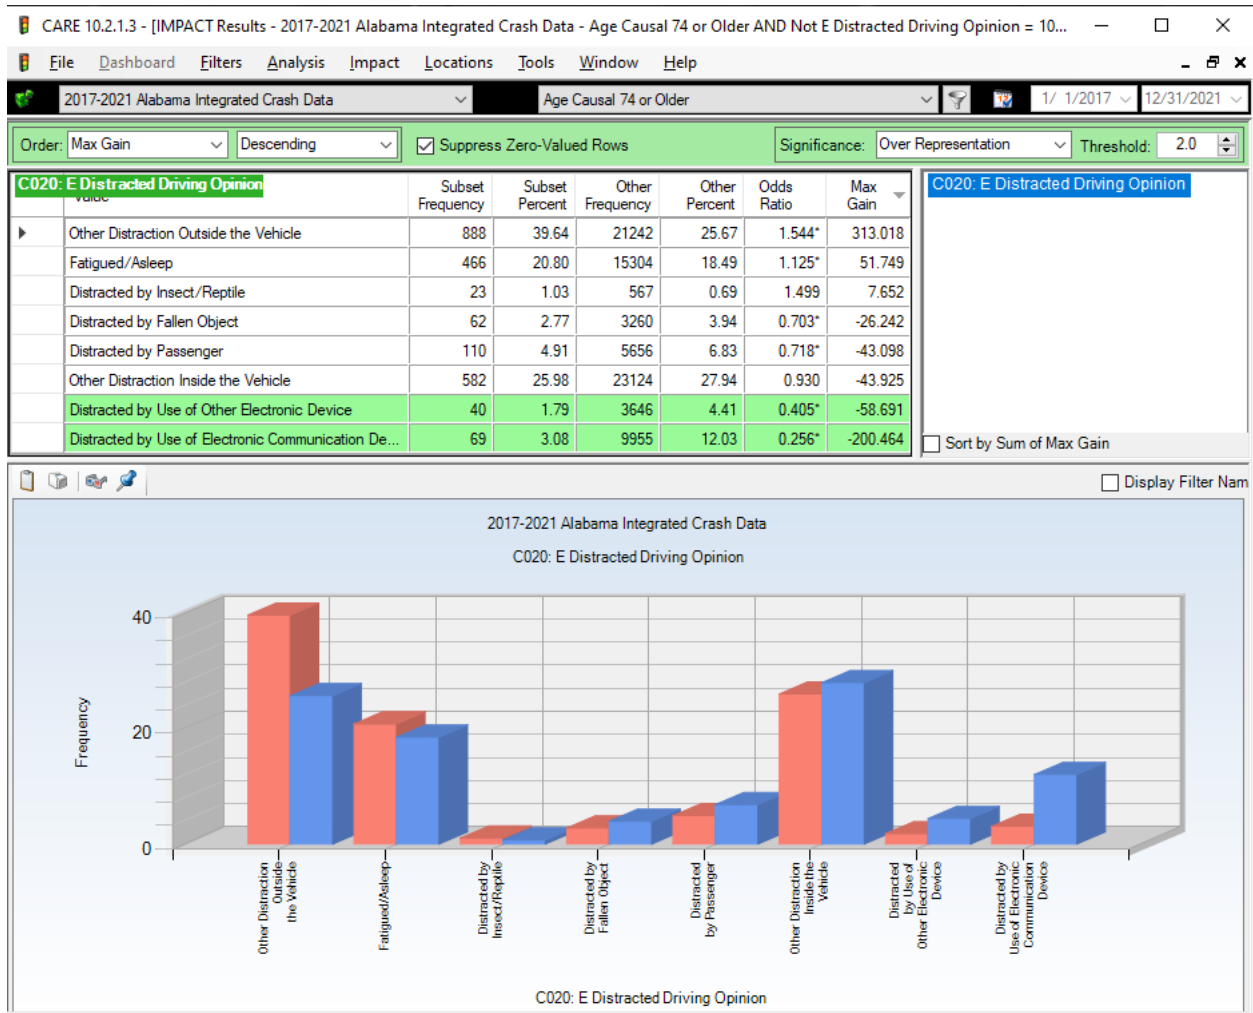 CARE 10.2.1.3 - [IMPACT Results - 2017-2021 Alabama Integrated Crash Data - Age Causal 74 or Older AND Not E Distracted Driving Opinion = 10...
File Dashboard Filters Analysis Impact Locations Tools Window Help
2017-2021 Alabama Integrated Crash Data Age Causal 74 or Older 1/ 1/2017 12/31/2021
Order: Max Gain Descending Suppress Zero-Valued Rows Significance: Over Representation Threshold: 2.0
C020: E Distracted Driving Opinion
Subset Frequency Subset Percent Other Frequency Other Percent Odds Ratio Max Gain
Other Distraction Outside the Vehicle 888 39.64 21242 25.67 1.544* 313.018
Fatigued/Asleep 466 20.80 15304 18.49 1.125* 51.749
Distracted by Insect/Reptile 23 1.03 567 0.69 1.499 7.652
Distracted by Fallen Object 62 2.77 3260 3.94 0.703* -26.242
Distracted by Passenger 110 4.91 5656 6.83 0.718* -43.098
Other Distraction Inside the Vehicle 582 25.98 23124 27.94 0.930 -43.925
Distracted by Use of Other Electronic Device 40 1.79 3646 4.41 0.405* -58.691
Distracted by Use of Electronic Communication De... 69 3.08 9955 12.03 0.256* -200.464
C020: E Distracted Driving Opinion
Sort by Sum of Max Gain
Display Filter Nam
2017-2021 Alabama Integrated Crash Data
C020: E Distracted Driving Opinion
Frequency
40
20
0
Other Distraction
Outside
the Vehicle
Fatigued/Asleep
Distracted by
Insect/Reptile
Distracted by
Fallen Object
Distracted
by Passenger
Other Distraction
Inside the
Vehicle
Distracted
by Use of
Other Electronic
Device
Distracted by
Use of Electronic
Communication
Device
C020: E Distracted Driving Opinion